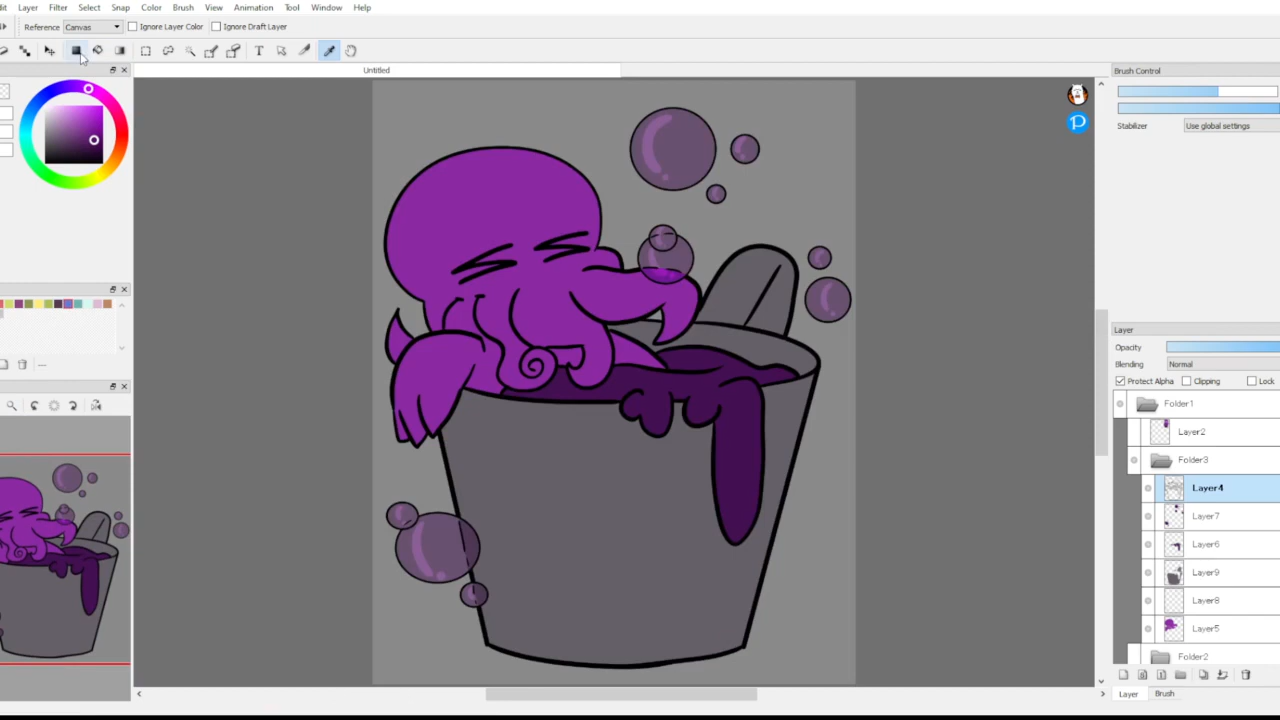 Layer Filter Select Snap Color Brush View Animation Tool Window Help
Reference Canvas Ignore Layer Color Ignore Draft Layer
T
Untitled
Brush Control
Stabilizer Use global settings
Layer
Opacity
Blending Normal
Protect Alpha Clipping Lock
Folder1
Layer2
Folder3
Layer4
Layer7
Layer6
Layer9
Layer8
Layer5
Folder2
Layer Brush